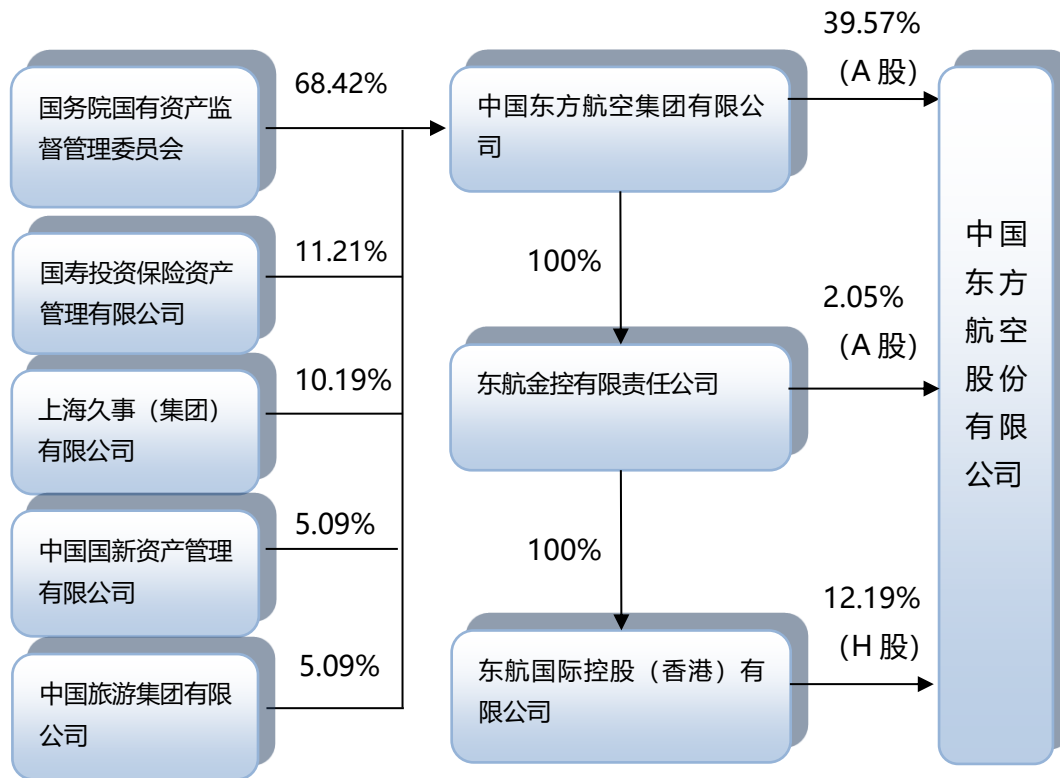 39.57%
(A 股)
68.42%
国务院国有资产监
督管理委员会
中国东方航空集团有限公
司
11.21%
国寿投资保险资产
管理有限公司
100%
2.05%
(A 股)
10.19%
上海久事（集团）
有限公司
东航金控有限责任公司
中 国
东 方
航 空
股 份
有 限
公司
5.09%
中国国新资产管理
有限公司
100%
12.19%
(H 股)
5.09%
中国旅游集团有限
公司
东航国际控股（香港）有
限公司